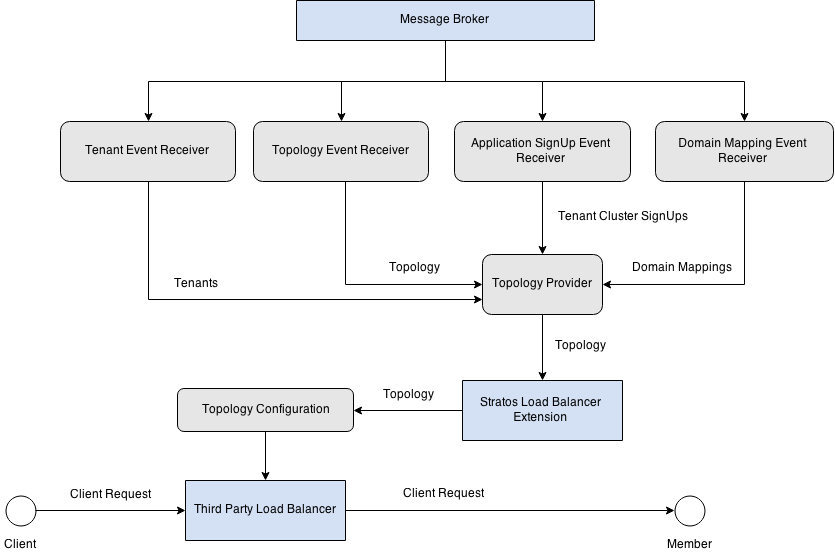 Message Broker
Tenant Event Receiver
Topology Event Receiver
Application SignUp Event
Receiver
Domain Mapping Event
Receiver
Tenant Cluster SignUps
Tenants
Topology
Domain Mappings
Topology Provider
Topology
Topology Configuration
Topology
Stratos Load Balancer
Extension
Client Request
Third Party Load Balancer
Client Request
Client
Member